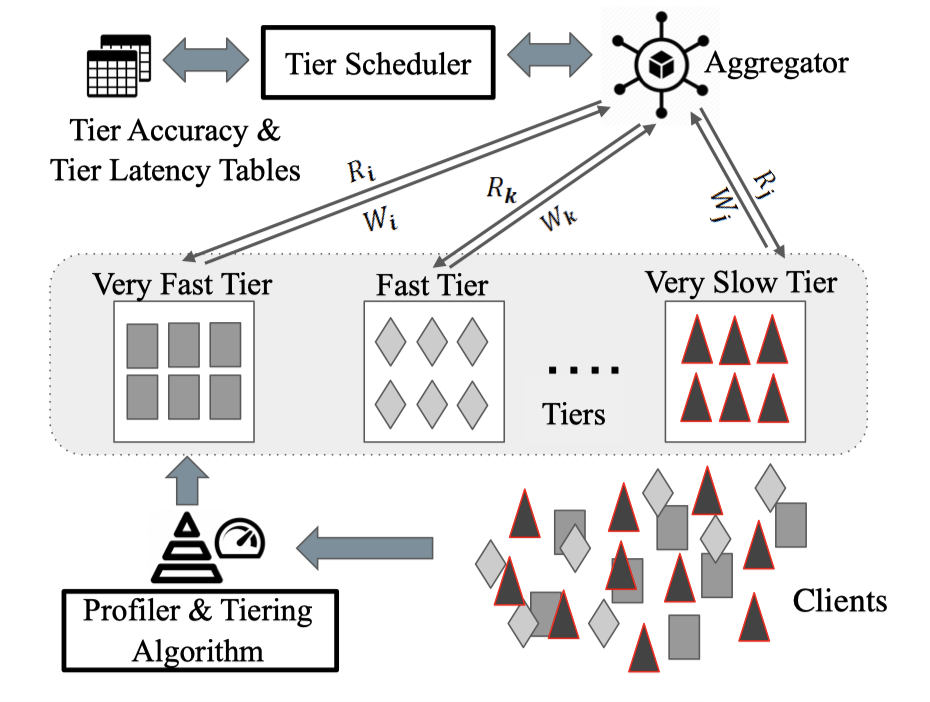 Tier Scheduler
Aggregator
Tier Accuracy &
Tier Latency Tables
R_i
W_i
R_k
W_k
R_j
W_j
Very Fast Tier
Fast Tier
Very Slow Tier
....
Tiers
Profiler & Tiering
Algorithm
Clients